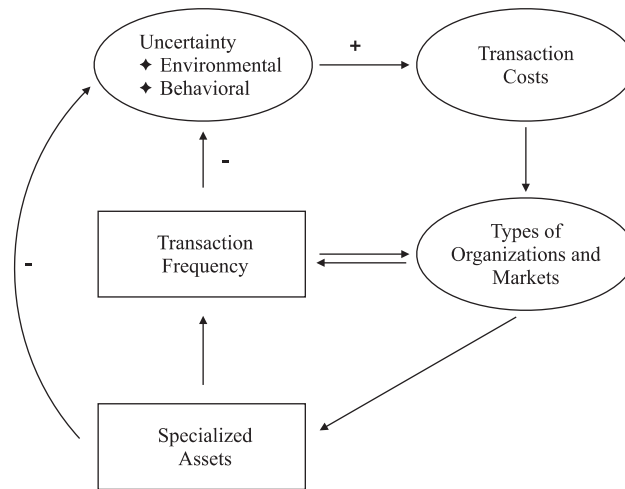 Uncertainty
✦ Environmental
✦ Behavioral
+
Transaction
Costs
-
Transaction
Frequency
Types of
Organizations and
Markets
-
Specialized
Assets